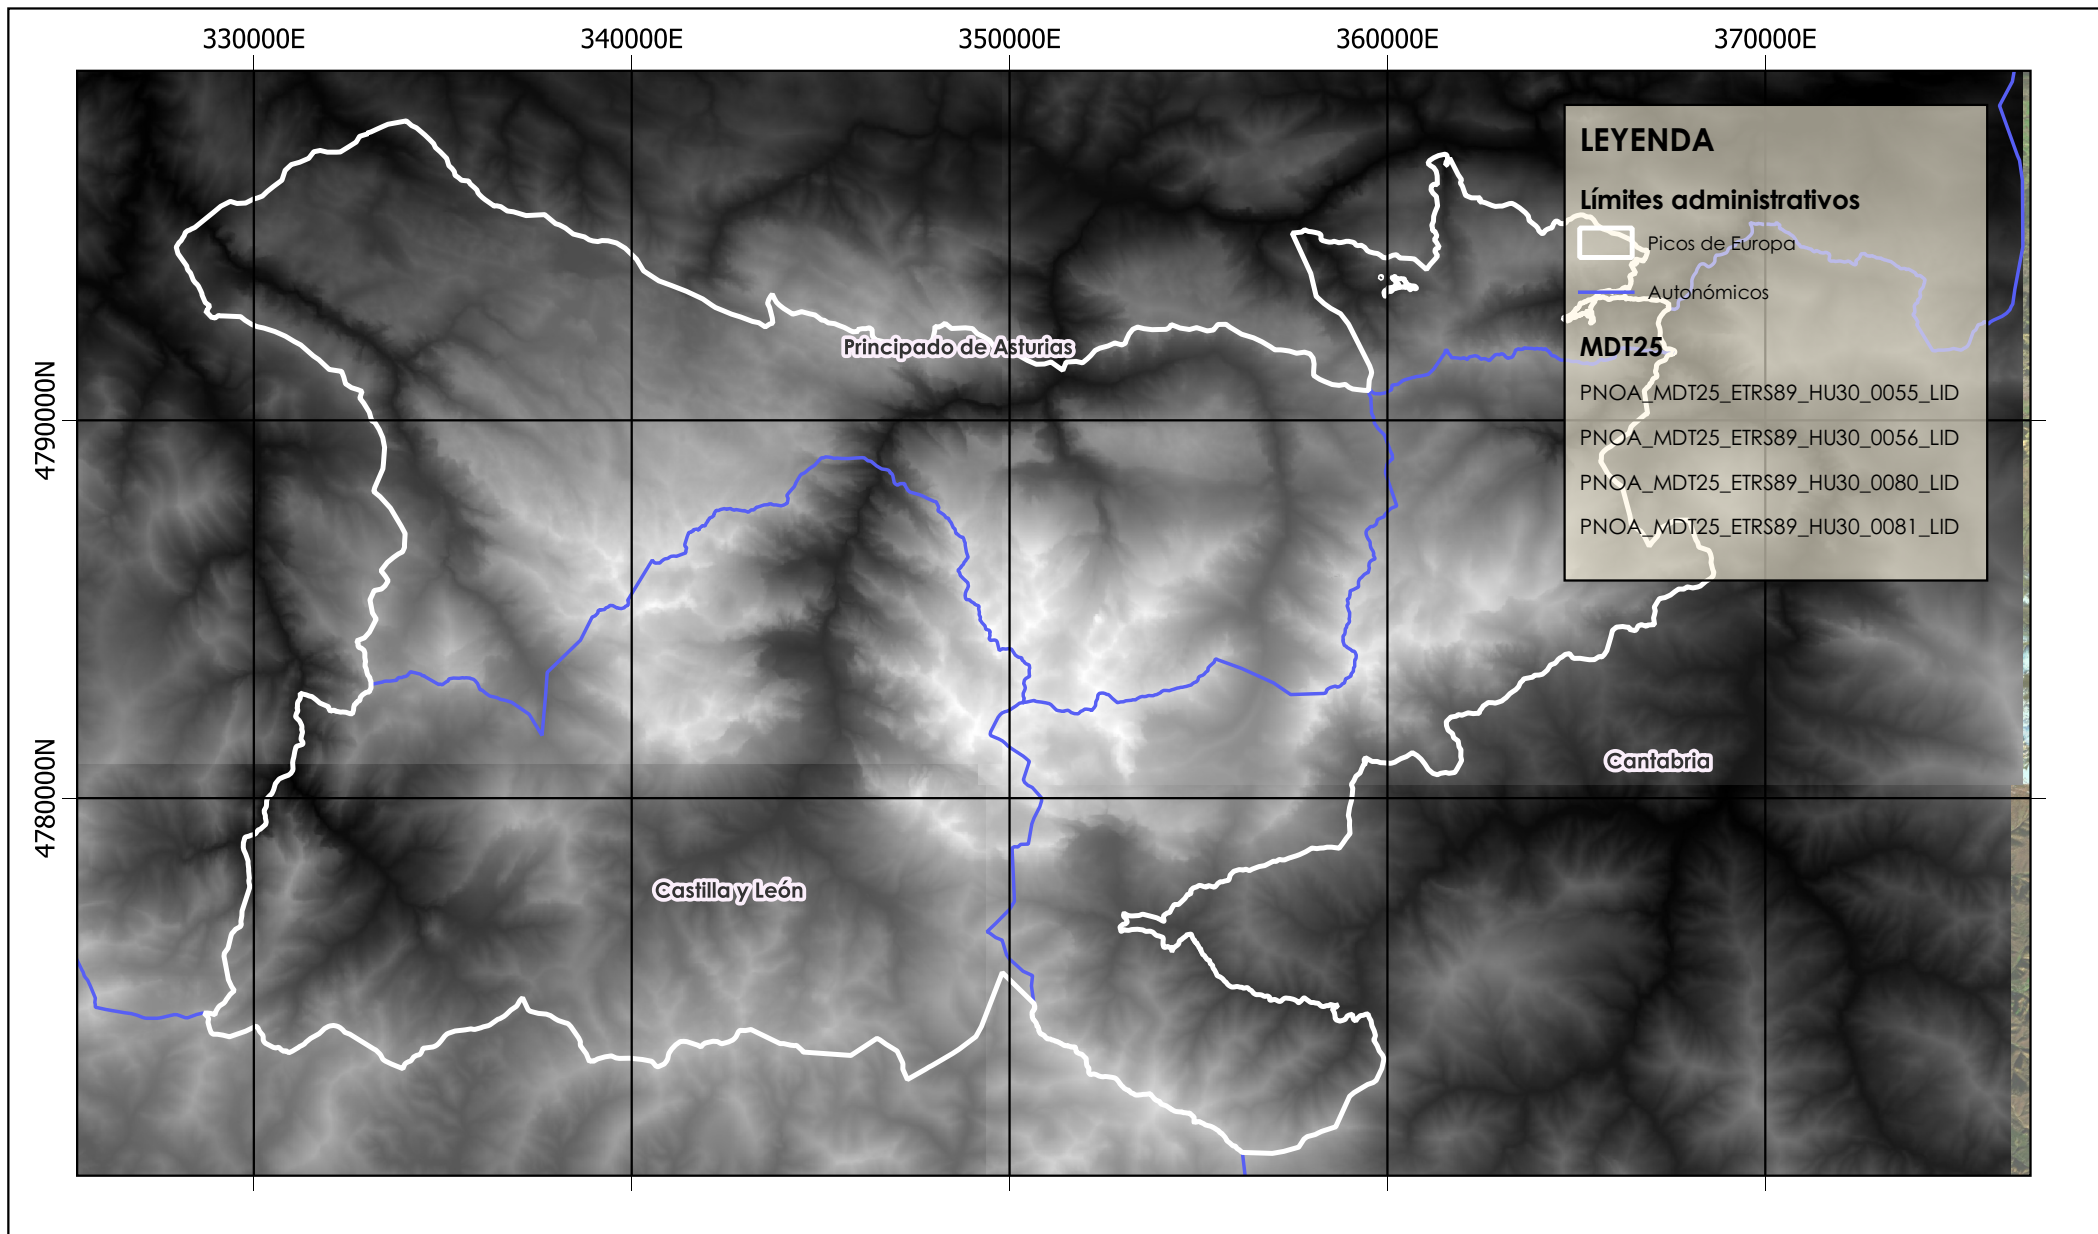 330000E 340000E 350000E 360000E 370000E
LEYENDA
Límites administrativos
Picos de Europa
Autonómicos
MDT25
PNOA_MDT25_ETRS89_HU30_0055_LID
PNOA_MDT25_ETRS89_HU30_0056_LID
PNOA_MDT25_ETRS89_HU30_0080_LID
PNOA_MDT25_ETRS89_HU30_0081_LID
Principado de Asturias
4790000N
Cantabria
4780000N
Castilla y León